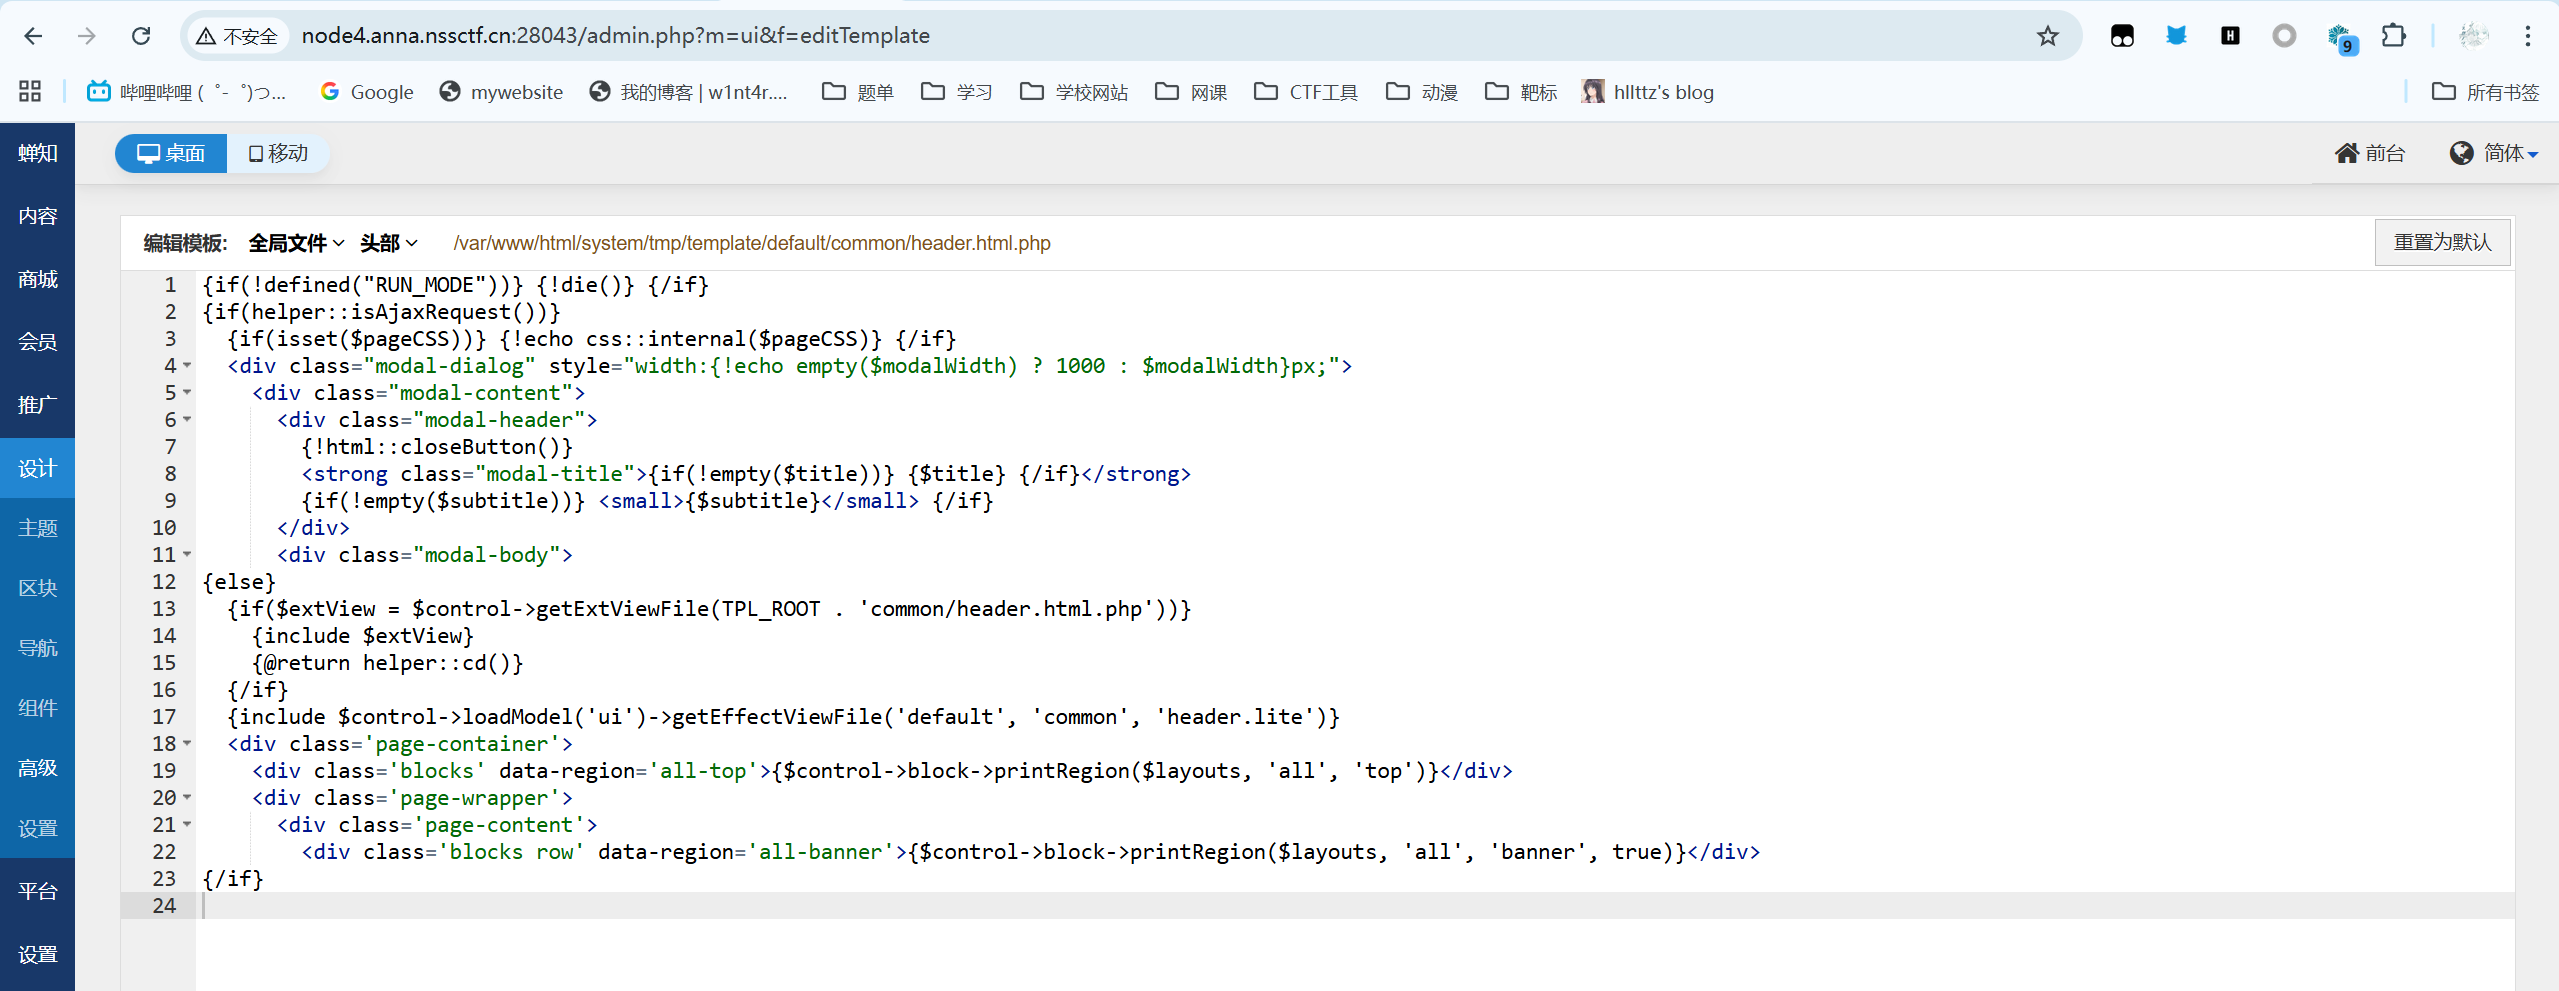 不安全 node4.anna.nssctf.cn:28043/admin.php?m=ui&f=editTemplate
9
哔哩哔哩 (゜-゜)つ... Google mywebsite 我的博客 | w1nt4r.... 题单 学习 学校网站 网课 CTF工具 动漫 靶标 hllttz's blog 所有书签
蝉知 桌面 移动 前台 简体
内容
商城
会员
推广
设计
主题
区块
导航
组件
高级
设置
平台
设置
编辑模板: 全局文件 头部 /var/www/html/system/tmp/template/default/common/header.html.php 重置为默认
1 {if(!defined("RUN_MODE"))} {!die()} {/if}
2 {if(helper::isAjaxRequest())}
3   {if(isset($pageCSS))} {!echo css::internal($pageCSS)} {/if}
4   <div class="modal-dialog" style="width:{!echo empty($modalWidth) ? 1000 : $modalWidth}px;">
5     <div class="modal-content">
6       <div class="modal-header">
7         {!html::closeButton()}
8         <strong class="modal-title">{if(!empty($title))} {$title} {/if}</strong>
9         {if(!empty($subtitle))} <small>{$subtitle}</small> {/if}
10       </div>
11       <div class="modal-body">
12 {else}
13   {if($extView = $control->getExtViewFile(TPL_ROOT . 'common/header.html.php'))}
14     {include $extView}
15     {@return helper::cd()}
16   {/if}
17   {include $control->loadModel('ui')->getEffectViewFile('default', 'common', 'header.lite')}
18   <div class='page-container'>
19     <div class='blocks' data-region='all-top'>{$control->block->printRegion($layouts, 'all', 'top')}</div>
20     <div class='page-wrapper'>
21       <div class='page-content'>
22         <div class='blocks row' data-region='all-banner'>{$control->block->printRegion($layouts, 'all', 'banner', true)}</div>
23 {/if}
24